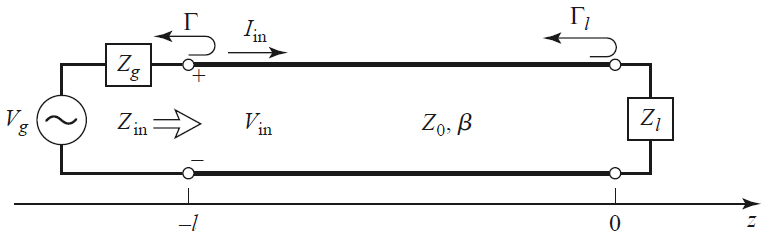 Γ
I_in
Γ_l
Z_g
+
V_g
Z_in
V_in
Z_0, β
Z_l
−
−l
0
z